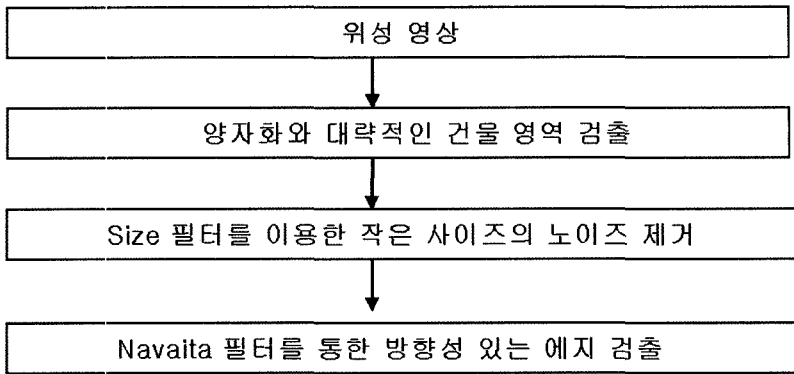 위성 영상
양자화와 대략적인 건물 영역 검출
Size 필터를 이용한 작은 사이즈의 노이즈 제거
Navaita 필터를 통한 방향성 있는 에지 검출